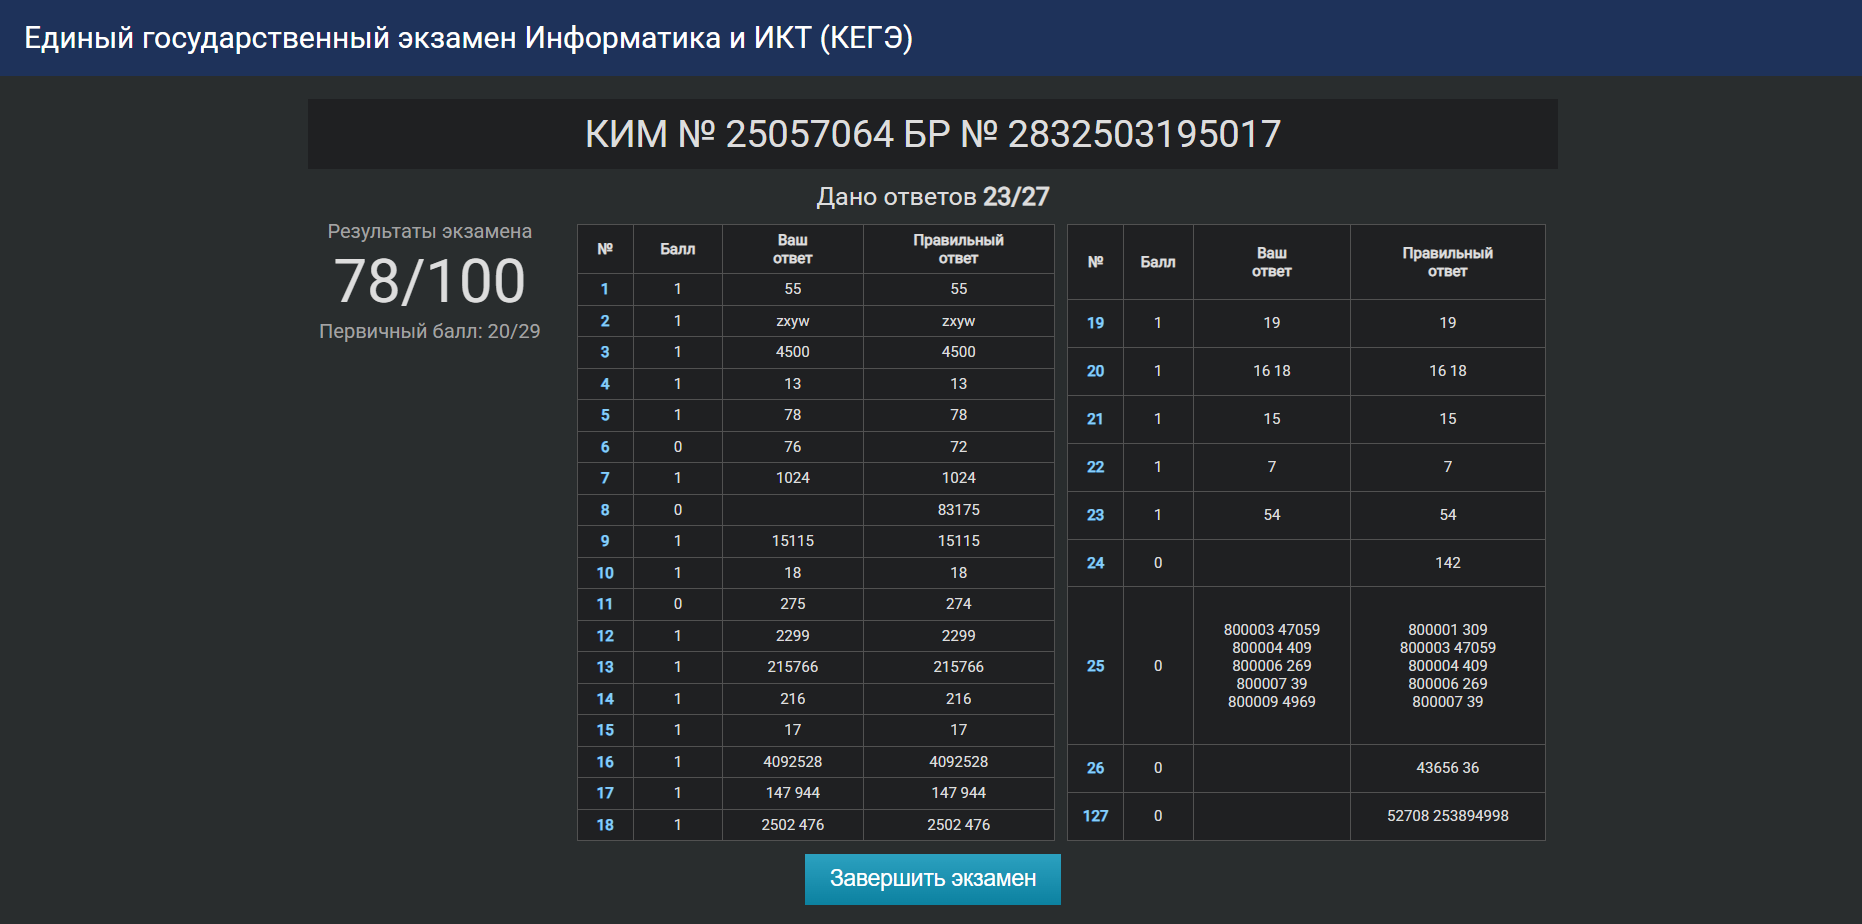 Единый государственный экзамен Информатика и ИКТ (КЕГЭ)
КИМ № 25057064 БР № 2832503195017
Дано ответов 23/27
Результаты экзамена
78/100
Первичный балл: 20/29
№ Балл Ваш ответ Правильный ответ
1 1 55 55
2 1 zxyw zxyw
3 1 4500 4500
4 1 13 13
5 1 78 78
6 0 76 72
7 1 1024 1024
8 0 83175
9 1 15115 15115
10 1 18 18
11 0 275 274
12 1 2299 2299
13 1 215766 215766
14 1 216 216
15 1 17 17
16 1 4092528 4092528
17 1 147 944 147 944
18 1 2502 476 2502 476
№ Балл Ваш ответ Правильный ответ
19 1 19 19
20 1 16 18 16 18
21 1 15 15
22 1 7 7
23 1 54 54
24 0 142
25 0
800003 47059 800001 309
800004 409 800003 47059
800006 269 800004 409
800007 39 800006 269
800009 4969 800007 39
26 0 43656 36
127 0 52708 253894998
Завершить экзамен